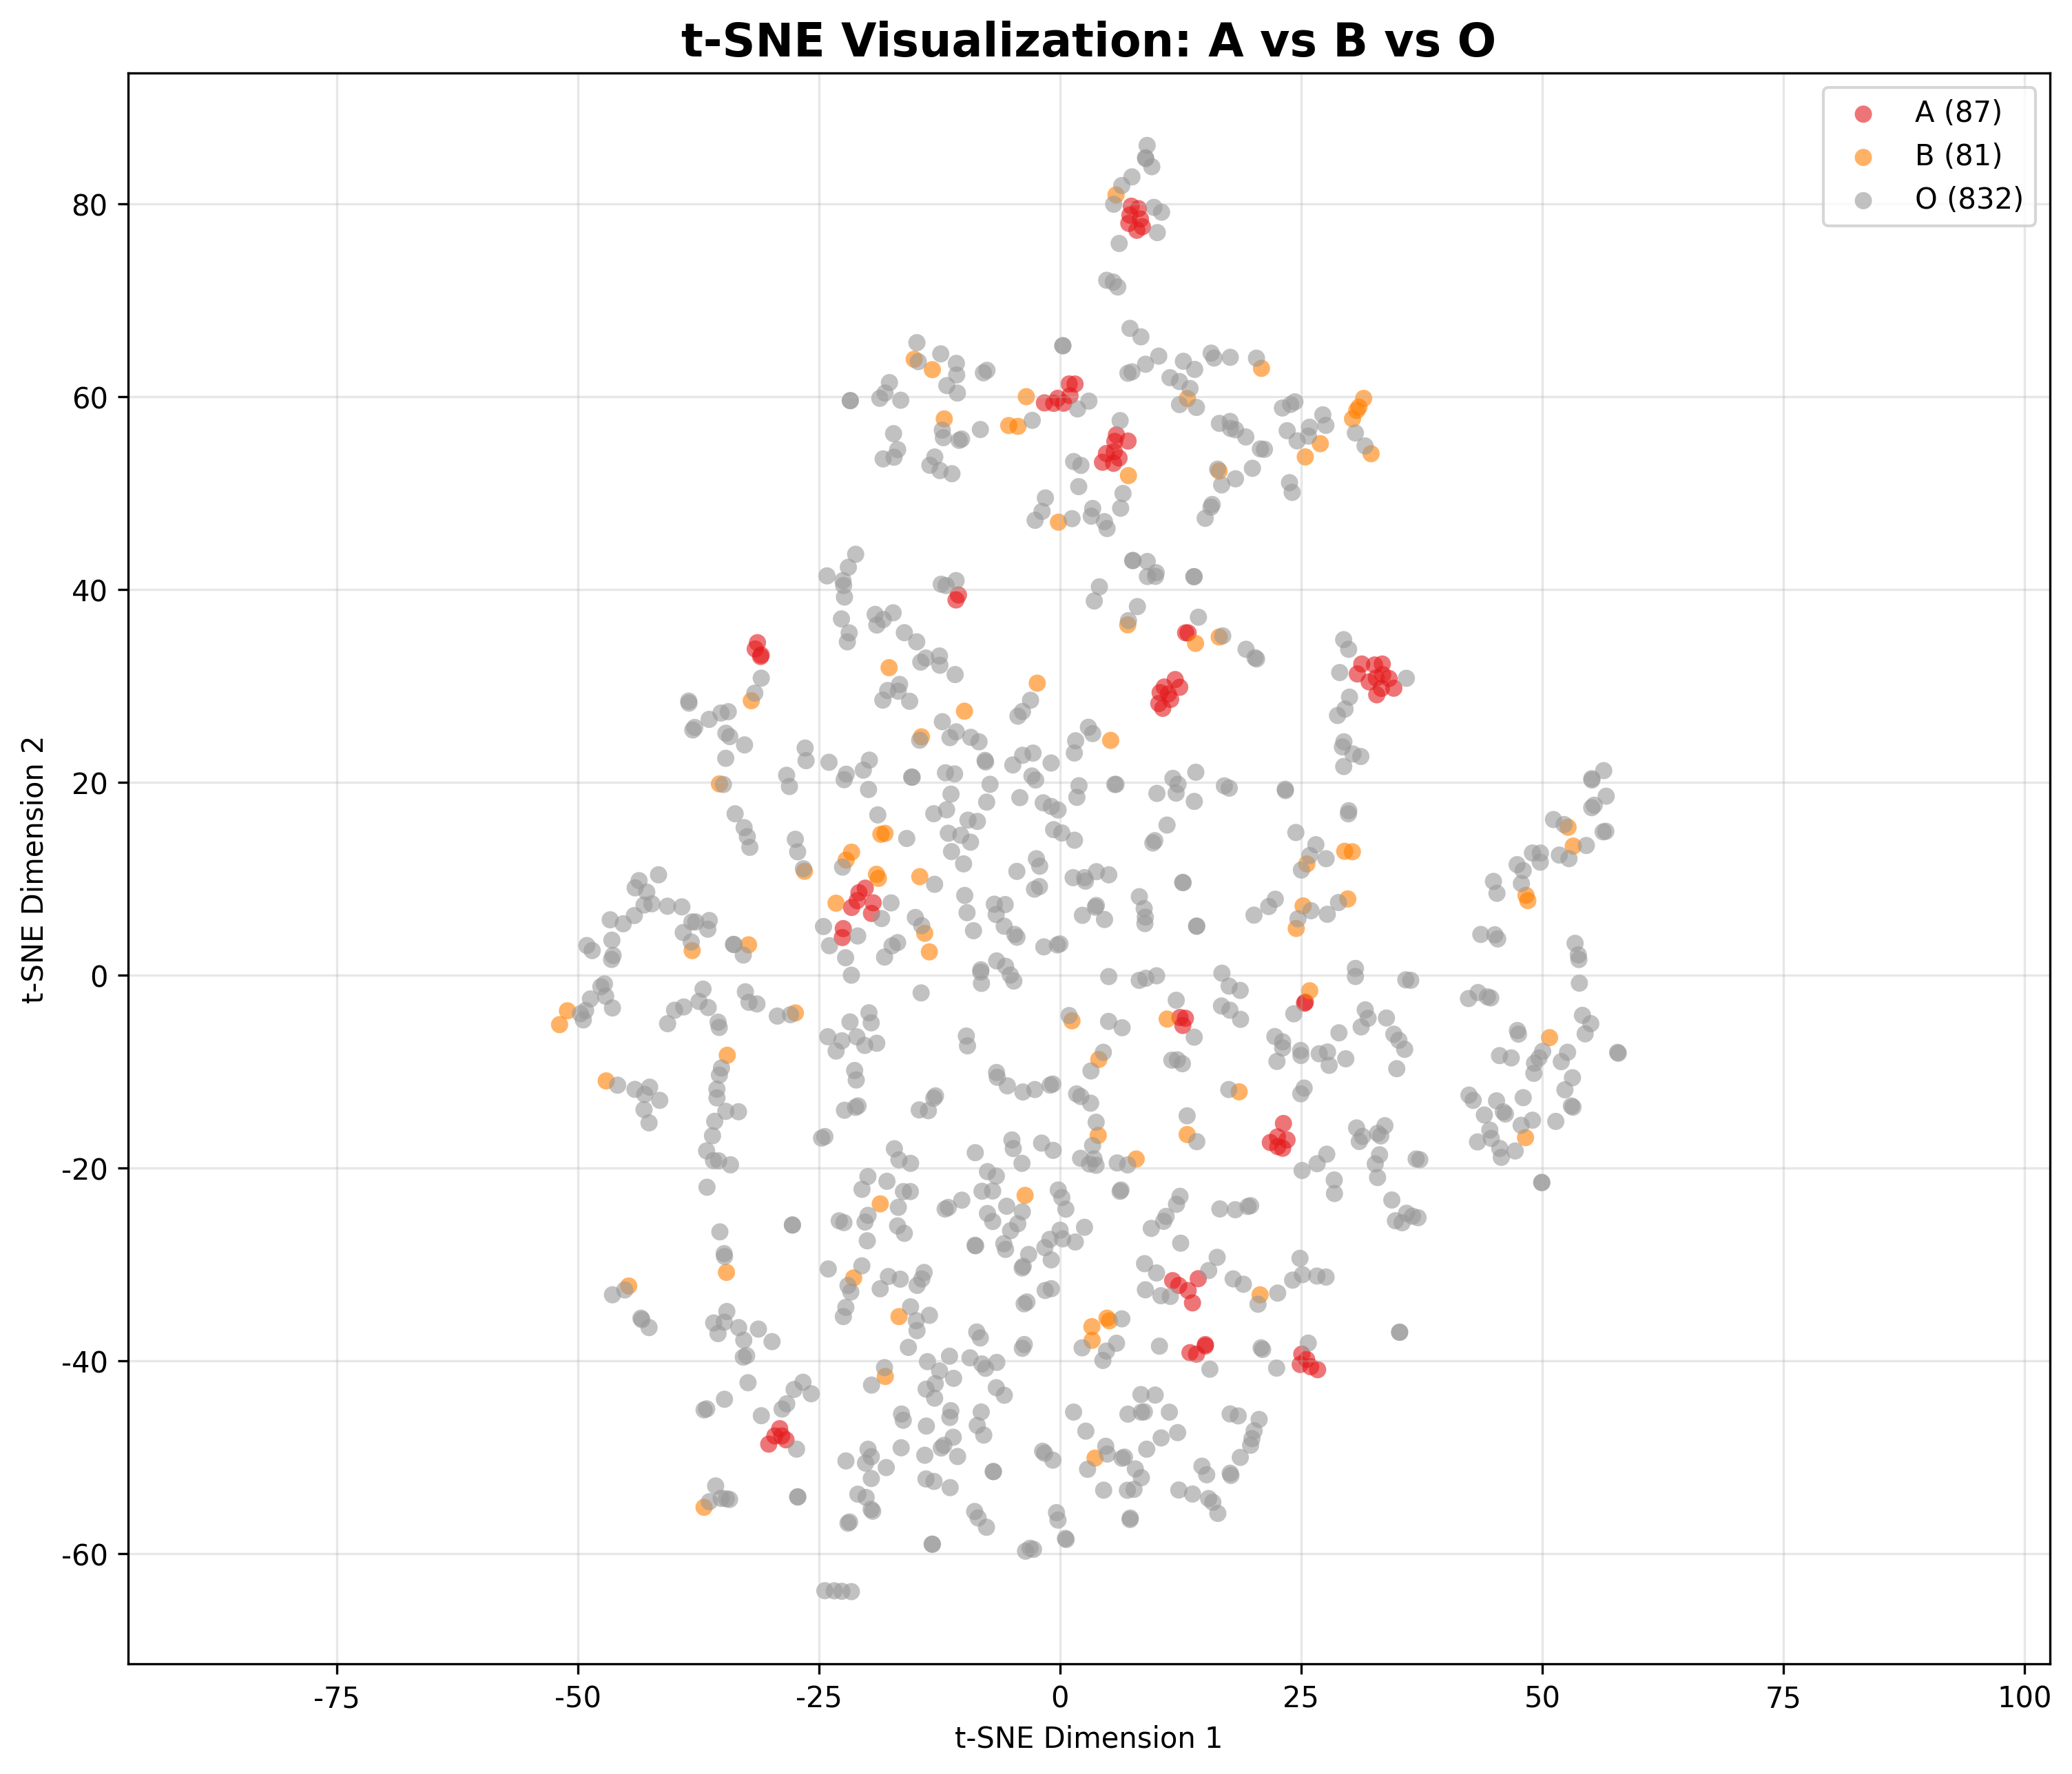 t-SNE Visualization: A vs B vs O
A (87)
B (81)
O (832)
t-SNE Dimension 2
80
60
40
20
0
-20
-40
-60
-75
-50
-25
0
25
50
75
100
t-SNE Dimension 1